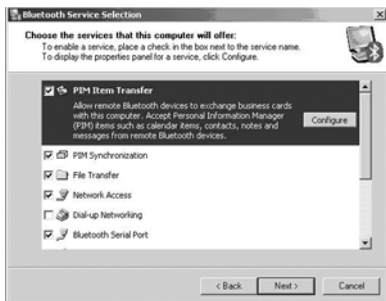 Bluetooth Service Selection
Choose the services that this computer will offer:
To enable a service, place a check in the box next to the service name.
To display the properties panel for a service, click Configure.
PIM Item Transfer
Allow remote Bluetooth devices to exchange business cards
with this computer. Accept Personal Information Manager
(PIM) items such as calendar items, contacts, notes and
messages from remote Bluetooth devices.
Configure
PIM Synchronization
File Transfer
Network Access
Dial-up Networking
Bluetooth Serial Port
< Back
Next >
Cancel